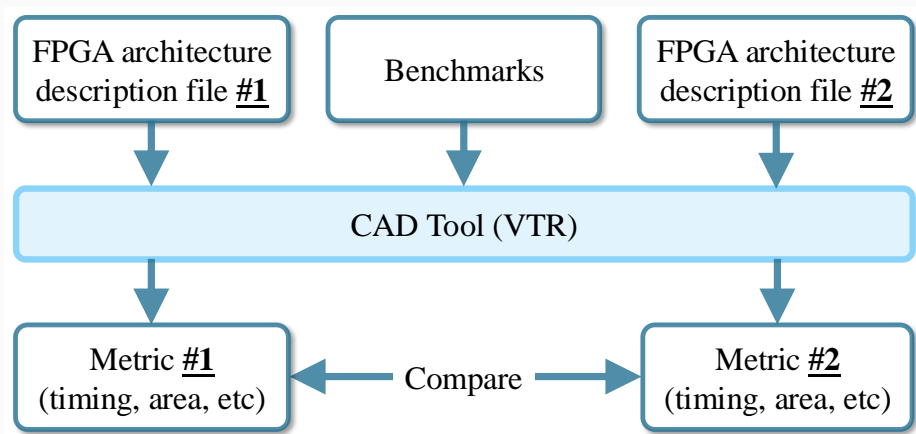 FPGA architecture
description file #1
Benchmarks
FPGA architecture
description file #2
CAD Tool (VTR)
Metric #1
(timing, area, etc)
Compare
Metric #2
(timing, area, etc)